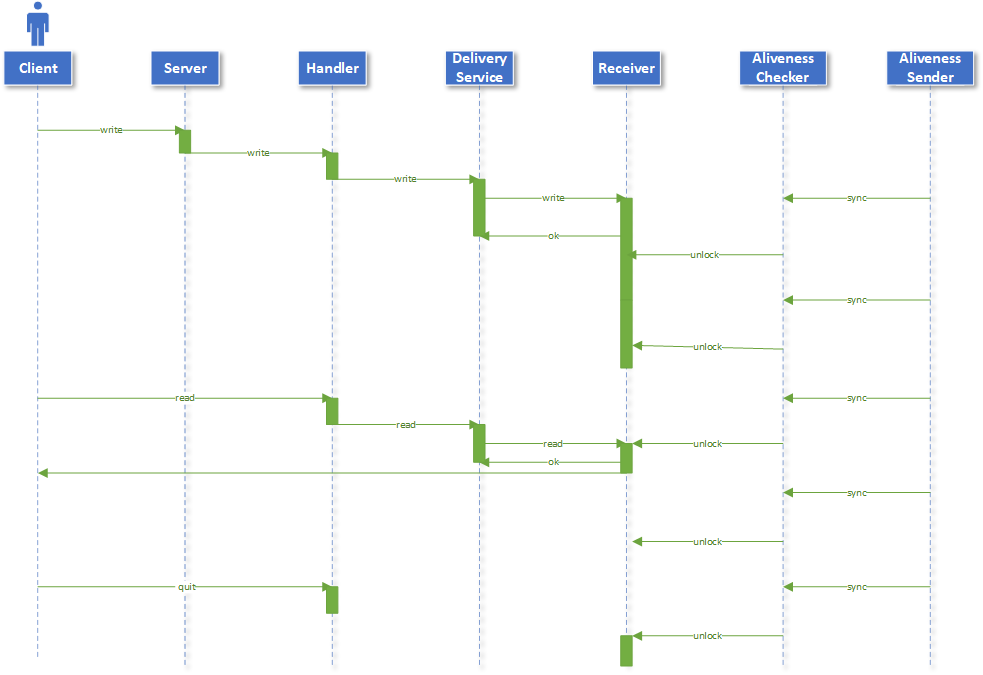 Client
Server
Handler
Delivery
Service
Receiver
Aliveness
Checker
Aliveness
Sender
write
write
write
write
sync
ok
unlock
sync
unlock
read
sync
read
read
unlock
ok
sync
unlock
quit
sync
unlock